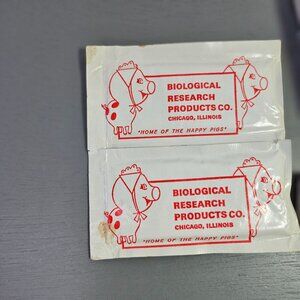 BIOLOGICAL
RESEARCH
PRODUCTS CO.
CHICAGO, ILLINOIS
"HOME OF THE HAPPY PIGS"
BIOLOGICAL
RESEARCH
PRODUCTS CO.
CHICAGO, ILLINOIS
"HOME OF THE HAPPY PIGS"